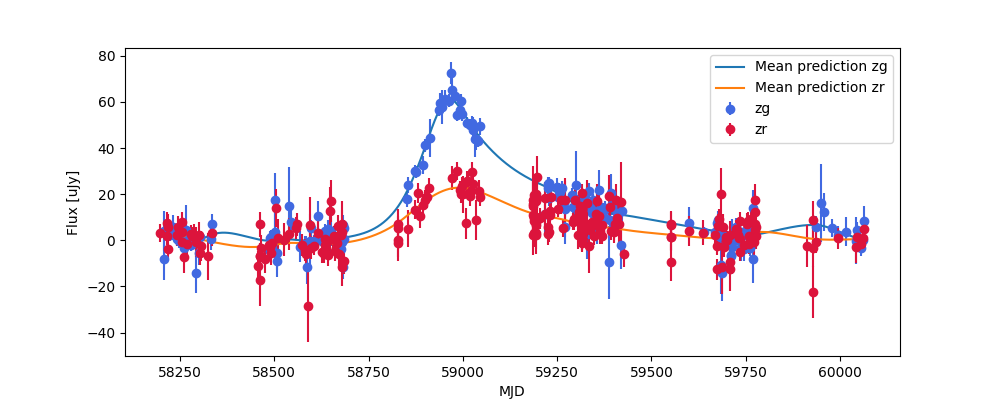 80
60
40
20
0
−20
−40
Flux [uJy]
58250
58500
58750
59000
59250
59500
59750
60000
MJD
Mean prediction zg
Mean prediction zr
zg
zr